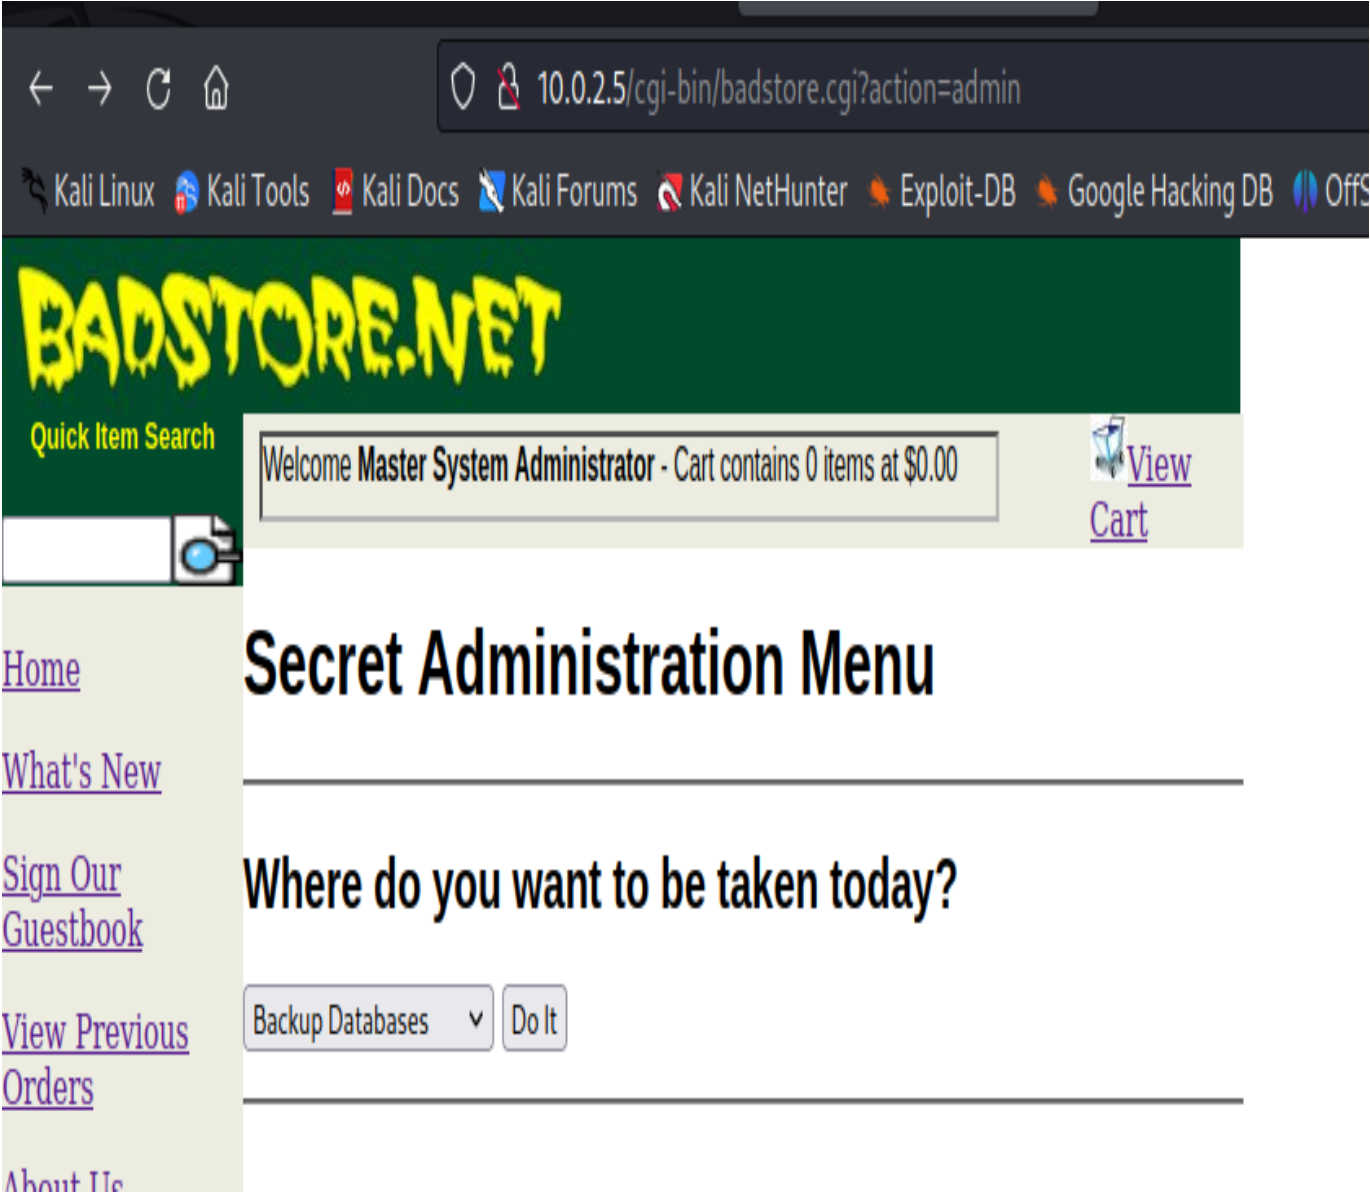 10.0.2.5/cgi-bin/badstore.cgi?action=admin
Kali Linux Kali Tools Kali Docs Kali Forums Kali NetHunter Exploit-DB Google Hacking DB OffS
BADSTORE.NET
Quick Item Search
Welcome Master System Administrator - Cart contains 0 items at $0.00
View
Cart
Home
What's New
Sign Our
Guestbook
View Previous
Orders
About Us
Secret Administration Menu
Where do you want to be taken today?
Backup Databases Do It